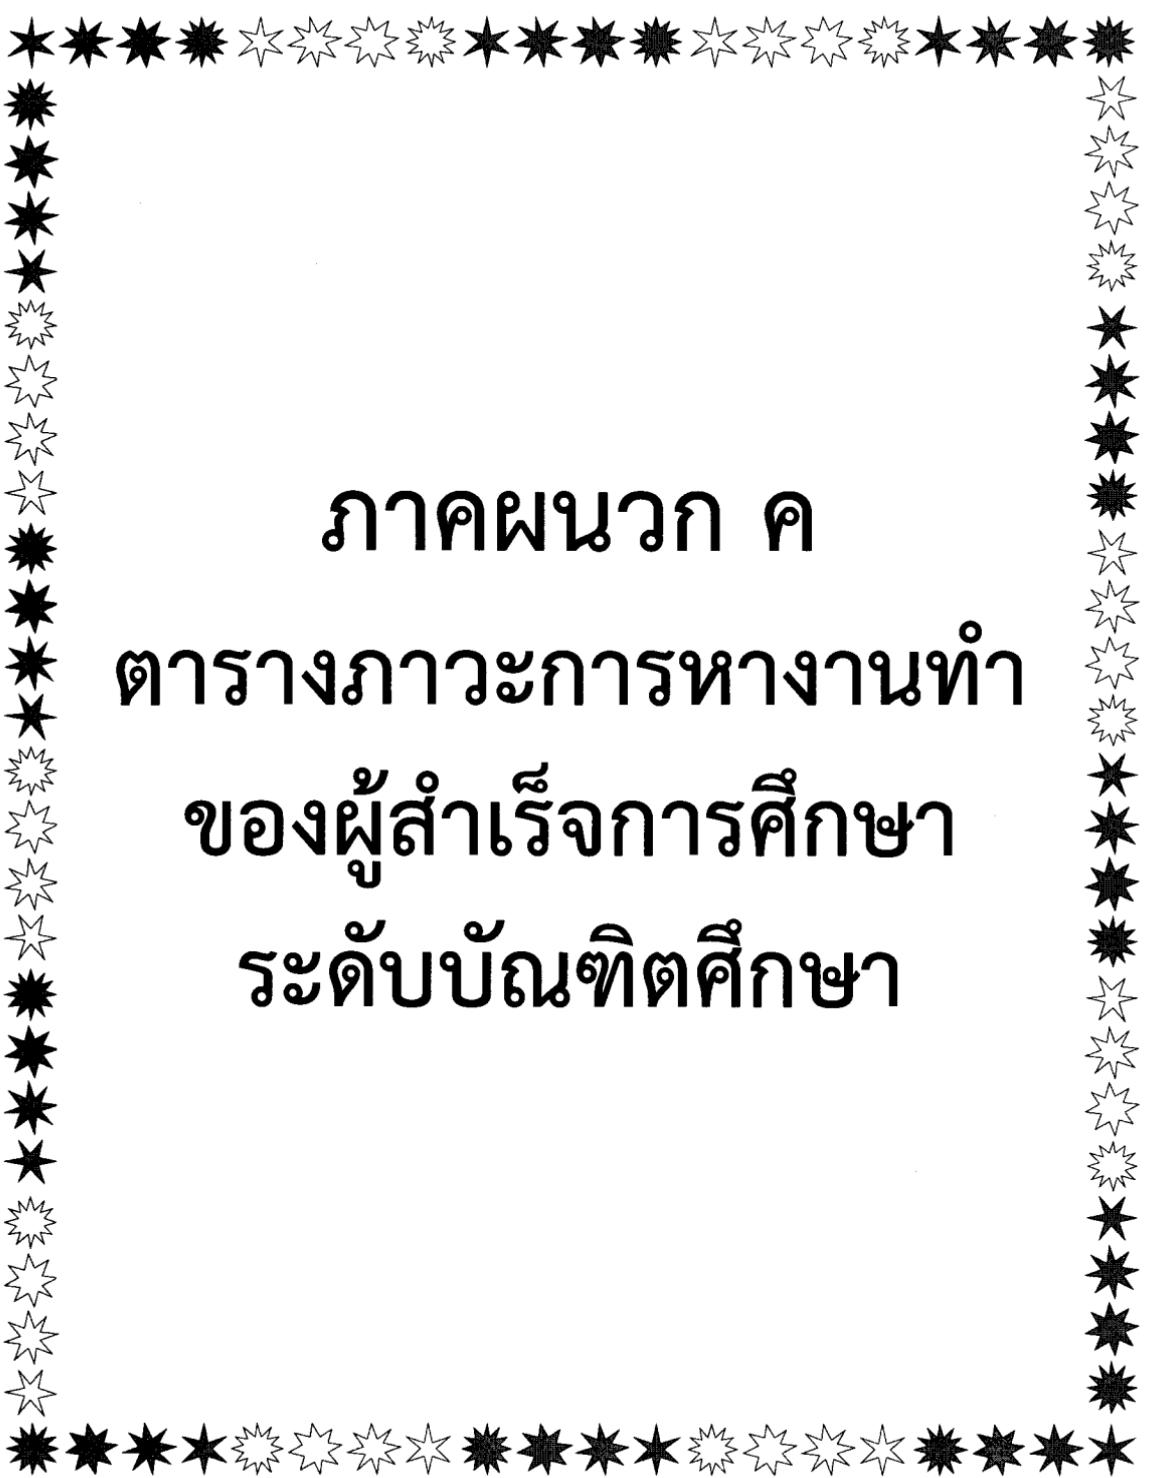 ภาคผนวก ค
ตารางภาวะการหางานทำ
ของผู้สำเร็จการศึกษา
ระดับบัณฑิตศึกษา